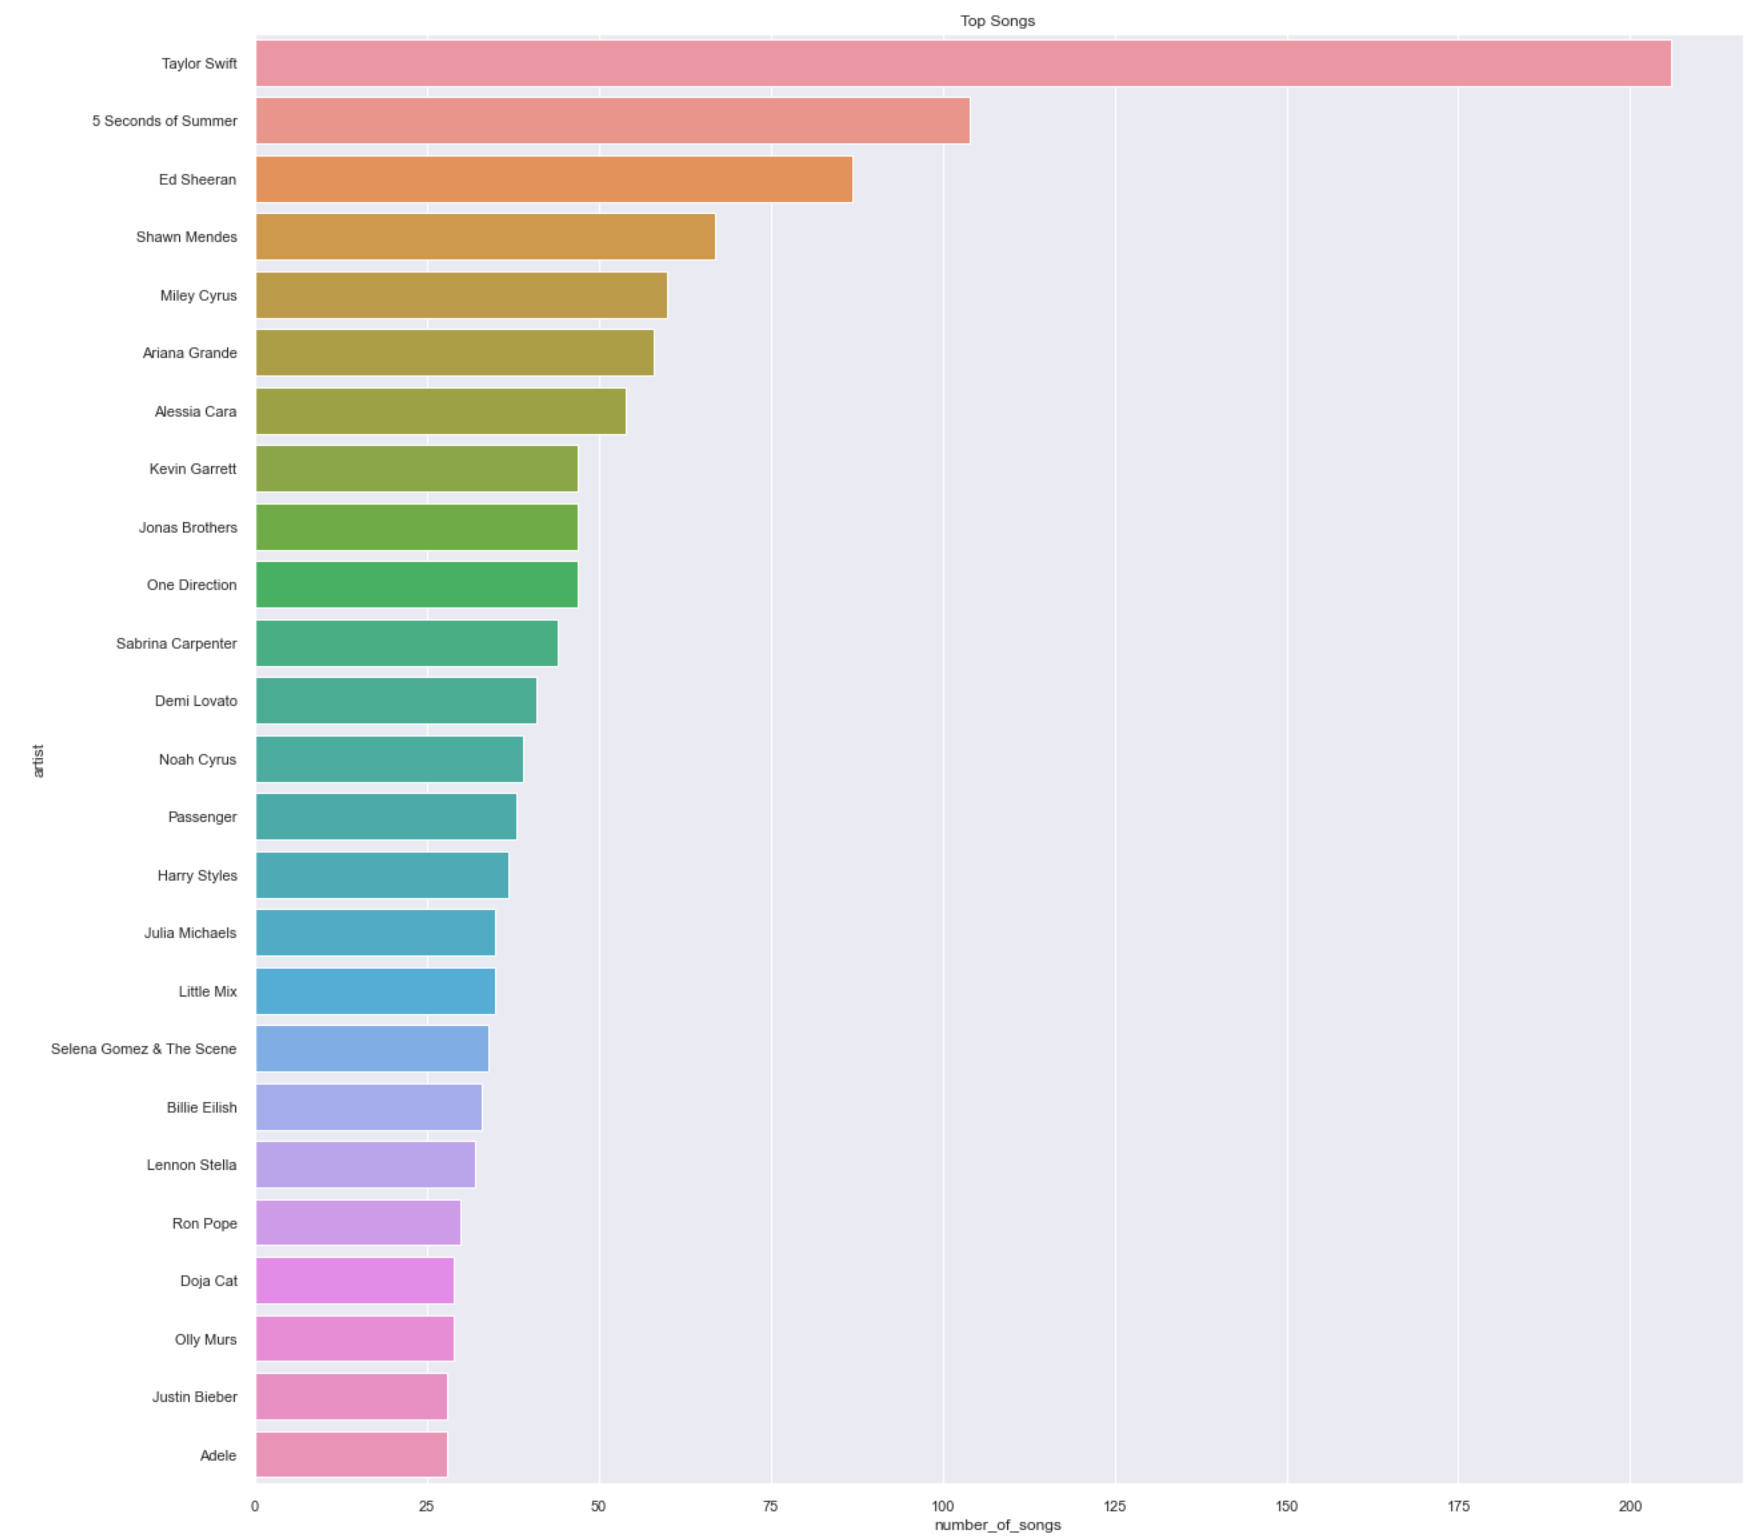 Top Songs
Taylor Swift
5 Seconds of Summer
Ed Sheeran
Shawn Mendes
Miley Cyrus
Ariana Grande
Alessia Cara
Kevin Garrett
Jonas Brothers
One Direction
Sabrina Carpenter
Demi Lovato
artist
Noah Cyrus
Passenger
Harry Styles
Julia Michaels
Little Mix
Selena Gomez & The Scene
Billie Eilish
Lennon Stella
Ron Pope
Doja Cat
Olly Murs
Justin Bieber
Adele
0 25 50 75 100 125 150 175 200
number_of_songs